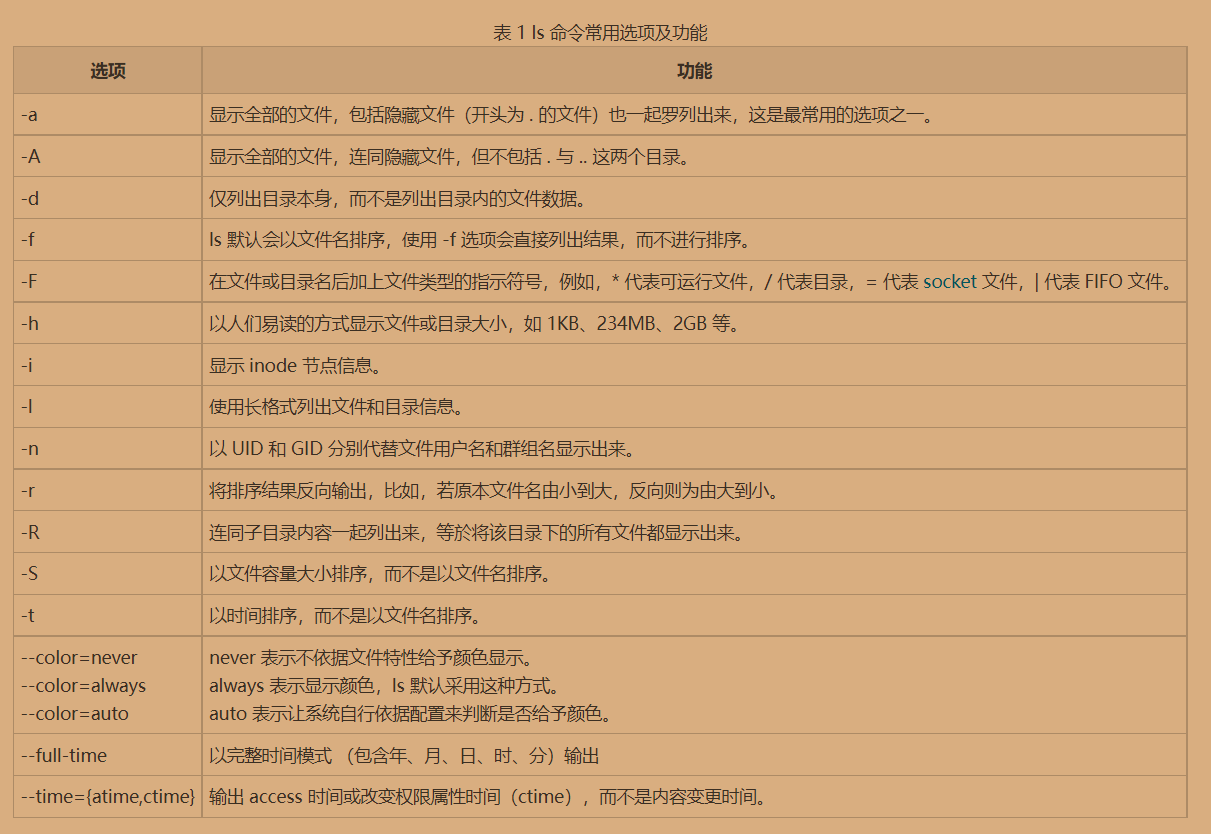 表 1 ls 命令常用选项及功能
选项 功能
-a 显示全部的文件，包括隐藏文件（开头为 . 的文件）也一起罗列出来，这是最常用的选项之一。
-A 显示全部的文件，连同隐藏文件，但不包括 . 与 .. 这两个目录。
-d 仅列出目录本身，而不是列出目录内的文件数据。
-f ls 默认会以文件名排序，使用 -f 选项会直接列出结果，而不进行排序。
-F 在文件或目录名后加上文件类型的指示符号，例如，* 代表可运行文件，/ 代表目录，= 代表 socket 文件，| 代表 FIFO 文件。
-h 以人们易读的方式显示文件或目录大小，如 1KB、234MB、2GB 等。
-i 显示 inode 节点信息。
-l 使用长格式列出文件和目录信息。
-n 以 UID 和 GID 分别代替文件用户名和群组名显示出来。
-r 将排序结果反向输出，比如，若原本文件名由小到大，反向则为由大到小。
-R 连同子目录内容一起列出来，等於将该目录下的所有文件都显示出来。
-S 以文件容量大小排序，而不是以文件名排序。
-t 以时间排序，而不是以文件名排序。
--color=never never 表示不依据文件特性给予颜色显示。
--color=always always 表示显示颜色，ls 默认采用这种方式。
--color=auto auto 表示让系统自行依据配置来判断是否给予颜色。
--full-time 以完整时间模式 （包含年、月、日、时、分）输出
--time={atime,ctime} 输出 access 时间或改变权限属性时间（ctime），而不是内容变更时间。